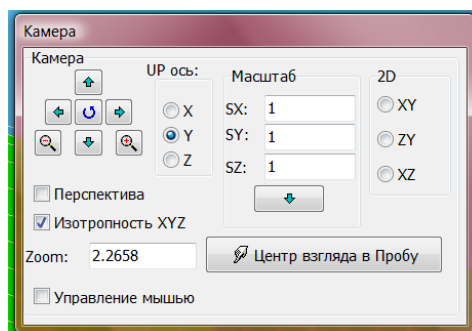 Камера
Камера
UP ось:
X
Y
Z
Масштаб
SX: 1
SY: 1
SZ: 1
2D
XY
ZY
XZ
Перспектива
Изотропность XYZ
Zoom: 2.2658
Центр взгляда в Пробу
Управление мышью